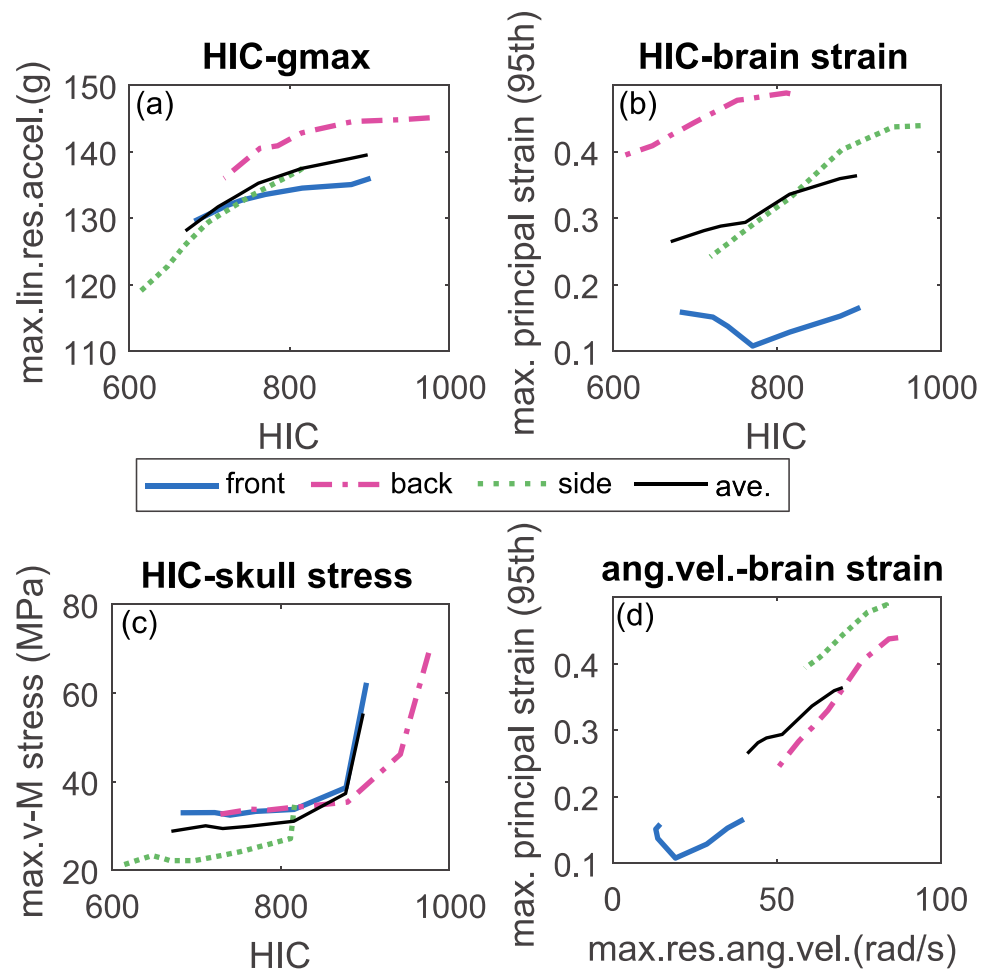 HIC-gmax
(a)
max.lin.res.accel.(g)
150
140
130
120
110
600
800
1000
HIC
HIC-brain strain
(b)
max. principal strain (95th)
0.4
0.3
0.2
0.1
600
800
1000
HIC
front back side ave.
HIC-skull stress
(c)
max.v-M stress (MPa)
80
60
40
20
600
800
1000
HIC
ang.vel.-brain strain
(d)
max. principal strain (95th)
0.4
0.3
0.2
0.1
0
50
100
max.res.ang.vel.(rad/s)